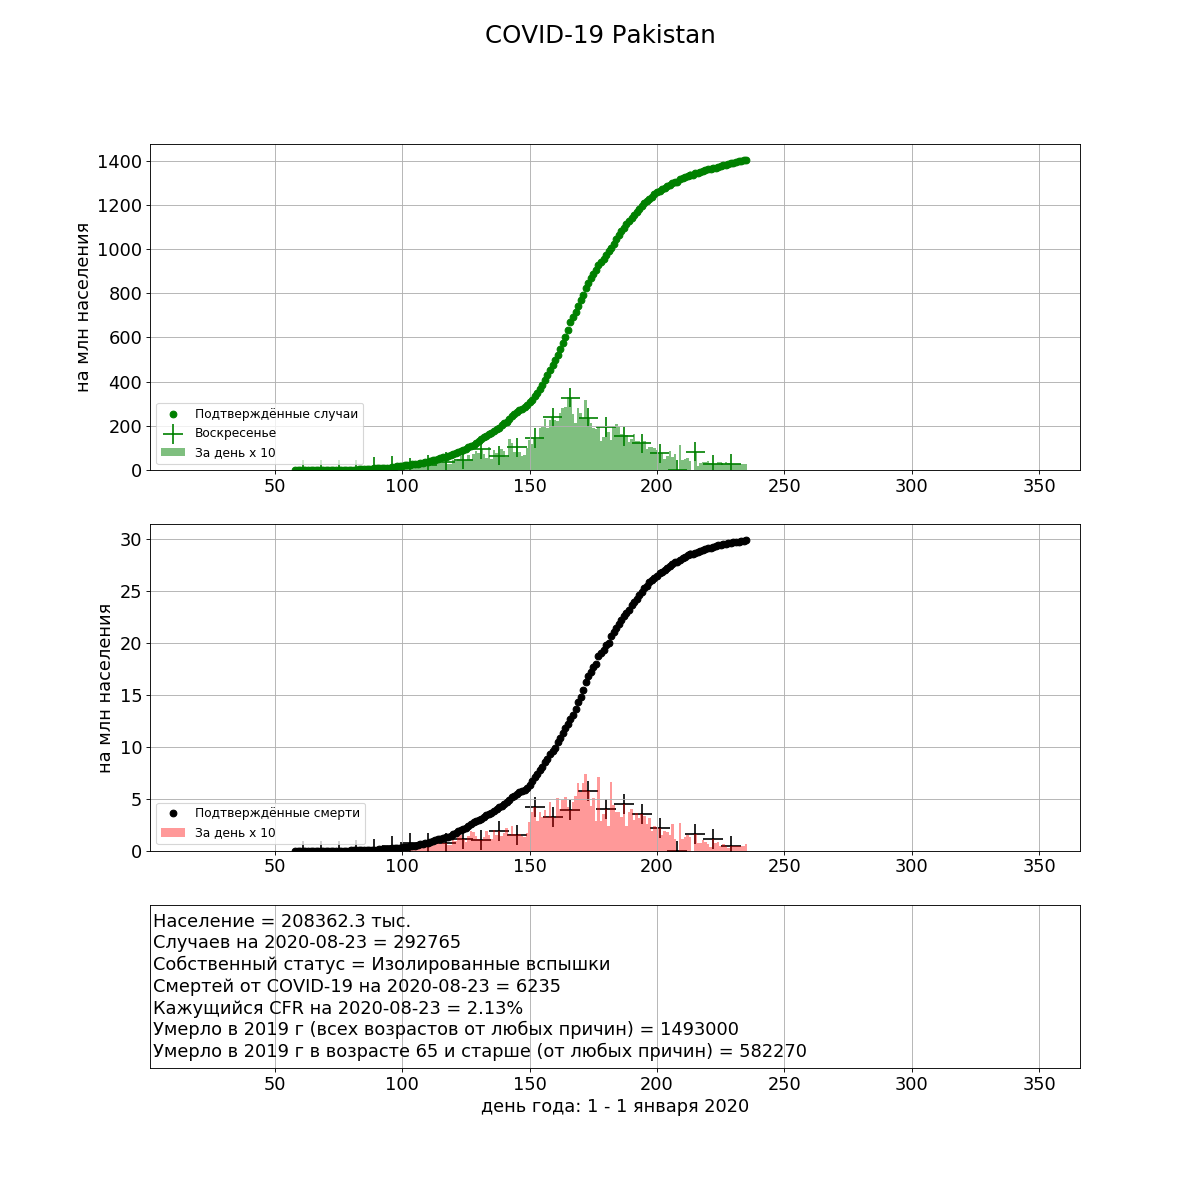 COVID-19 Pakistan
на млн населения
1400
1200
1000
800
600
400
200
0
Подтверждённые случаи
Воскресенье
За день x 10
50 100 150 200 250 300 350
на млн населения
30
25
20
15
10
5
0
Подтверждённые смерти
За день x 10
50 100 150 200 250 300 350
Население = 208362.3 тыс.
Случаев на 2020-08-23 = 292765
Собственный статус = Изолированные вспышки
Смертей от COVID-19 на 2020-08-23 = 6235
Кажущийся CFR на 2020-08-23 = 2.13%
Умерло в 2019 г (всех возрастов от любых причин) = 1493000
Умерло в 2019 г в возрасте 65 и старше (от любых причин) = 582270
50 100 150 200 250 300 350
день года: 1 - 1 января 2020